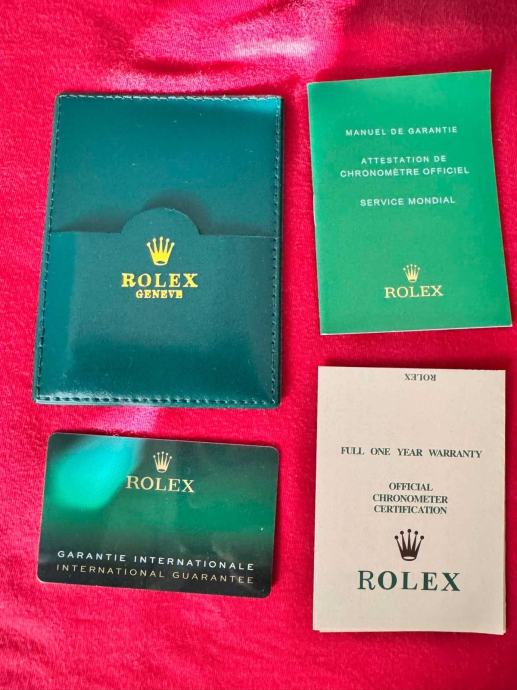 ROLEX
GENEVE
MANUEL DE GARANTIE
ATTESTATION DE
CHRONOMÈTRE OFFICIEL
SERVICE MONDIAL
ROLEX
ROLEX
GARANTIE INTERNATIONALE
INTERNATIONAL GUARANTEE
ROLEX
FULL ONE YEAR WARRANTY
OFFICIAL
CHRONOMETER
CERTIFICATION
ROLEX